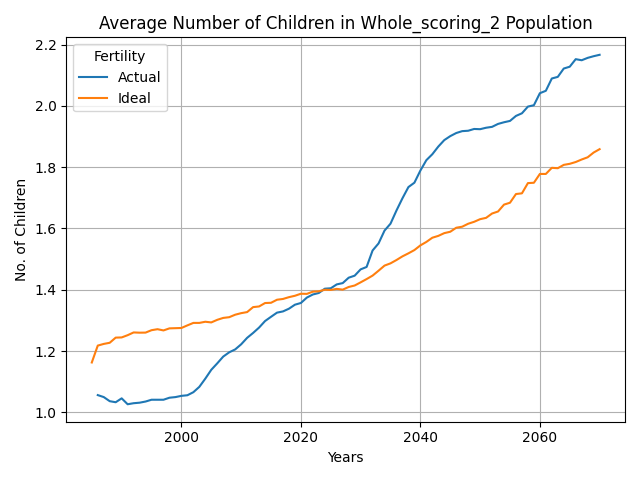 Average Number of Children in Whole_scoring_2 Population
Fertility
Actual
Ideal
2.2
2.0
1.8
1.6
1.4
1.2
1.0
No. of Children
2000
2020
2040
2060
Years